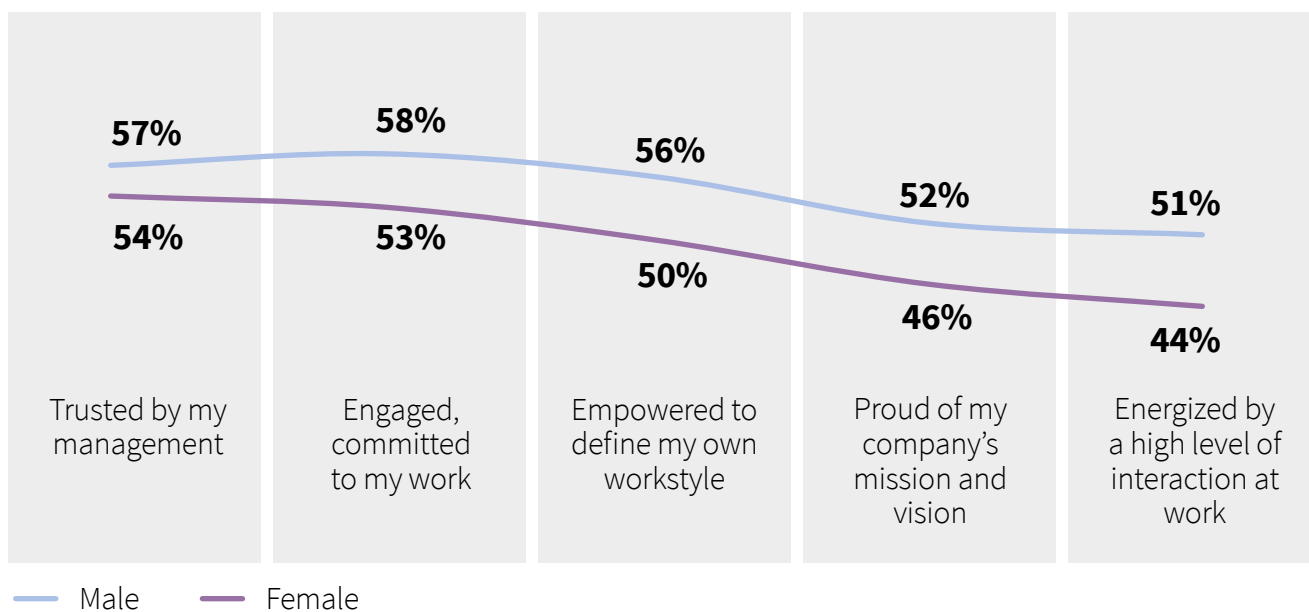 57%
58%
56%
52%
51%
54%
53%
50%
46%
44%
Trusted by my
management
Engaged,
committed
to my work
Empowered to
define my own
workstyle
Proud of my
company’s
mission and
vision
Energized by
a high level of
interaction at
work
Male
Female